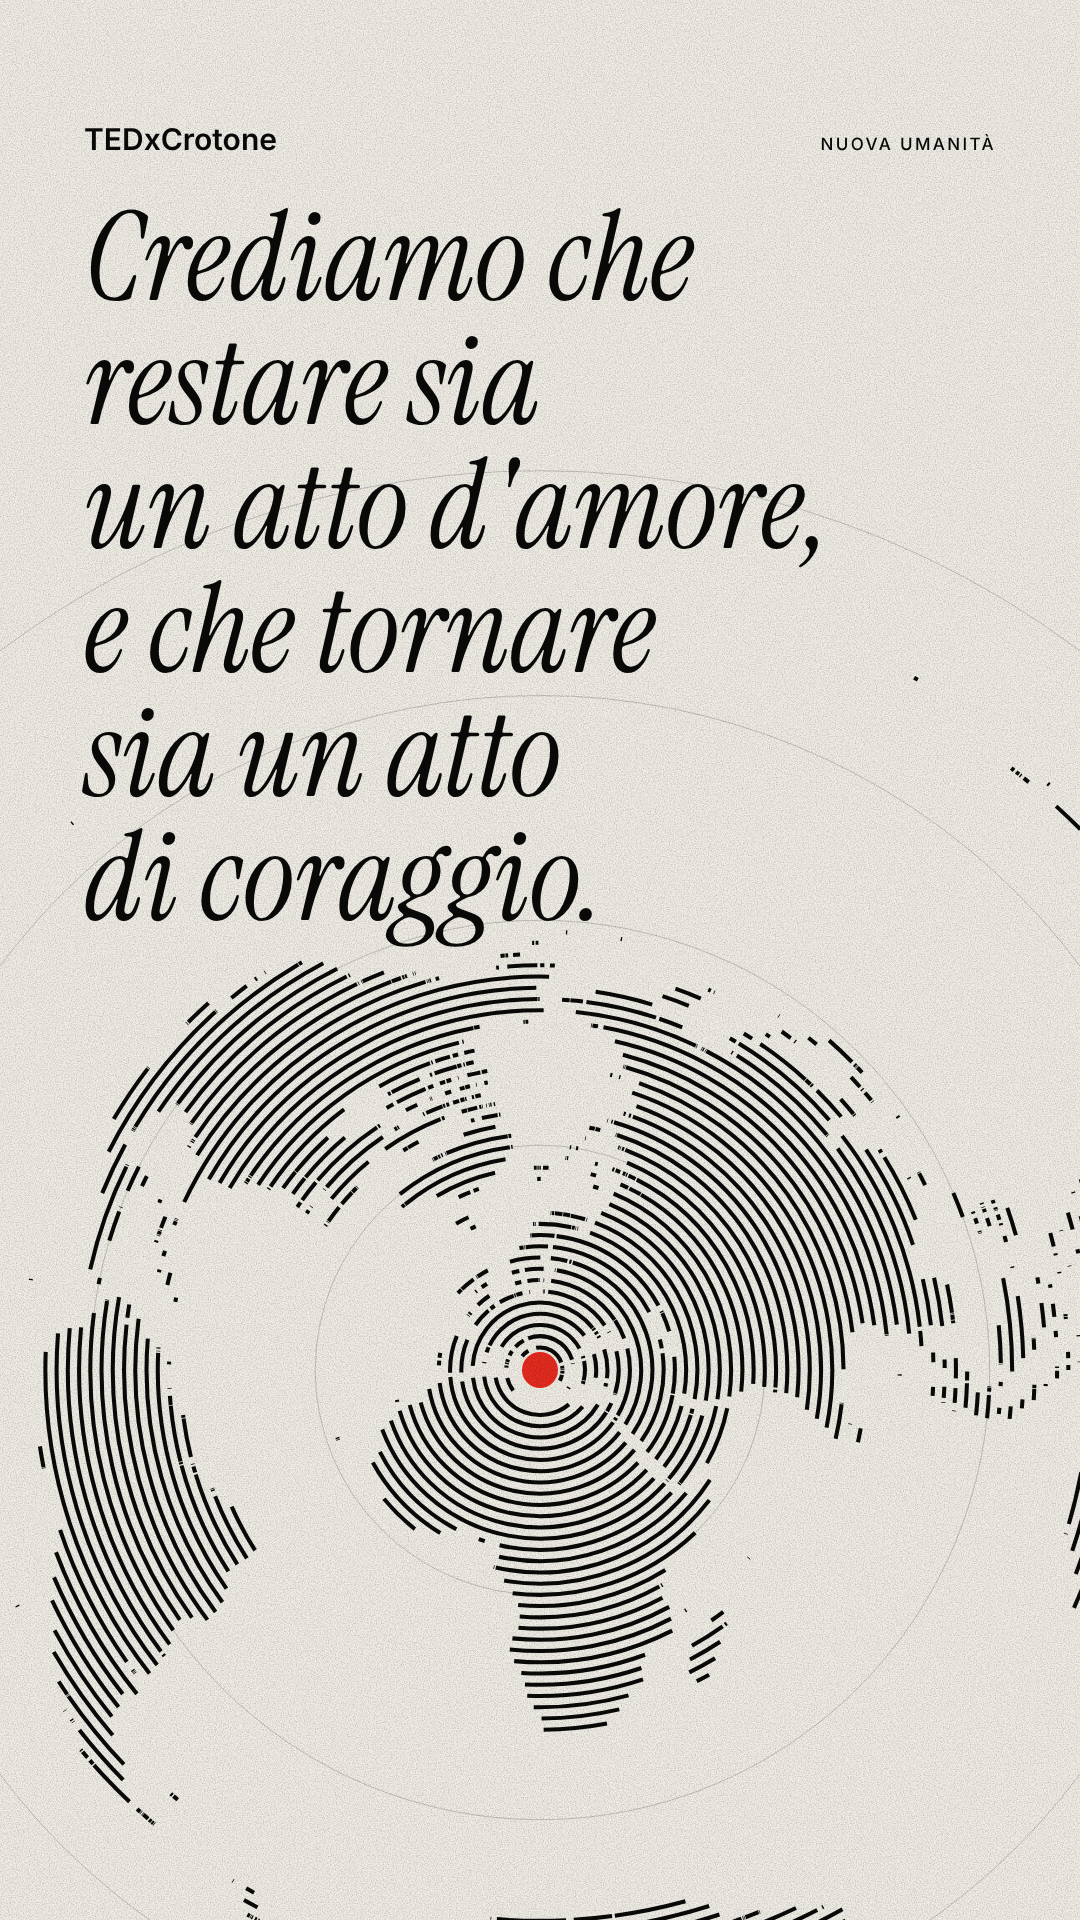 TEDxCrotone
NUOVA UMANITÀ
Crediamo che
restare sia
un atto d'amore,
e che tornare
sia un atto
di coraggio.